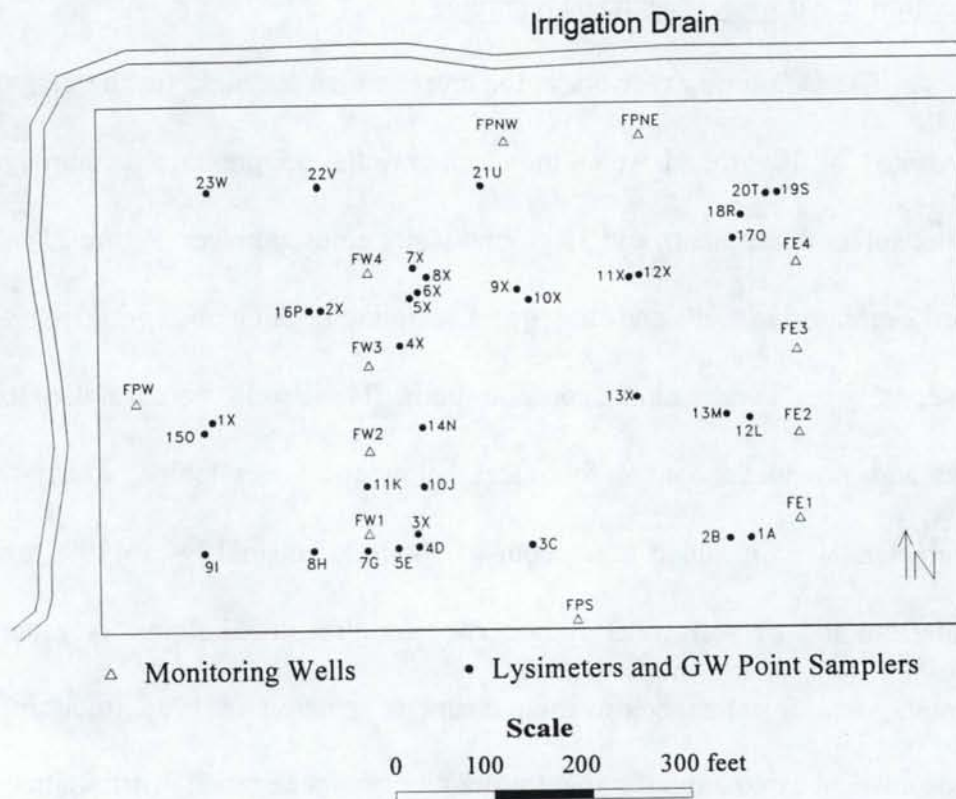 Irrigation Drain
FPNW
FPNE
23W
22V
21U
20T
19S
18R
17Q
FE4
7X
FW4
8X
6X
5X
11X
12X
9X
10X
16P
2X
4X
FW3
FE3
FPW
1X
15O
13X
13M
12L
FE2
14N
FW2
11K
10J
FE1
3X
FW1
9I
8H
7G
5E
4D
3C
2B
1A
N
FPS
Monitoring Wells
Lysimeters and GW Point Samplers
Scale
0 100 200 300 feet